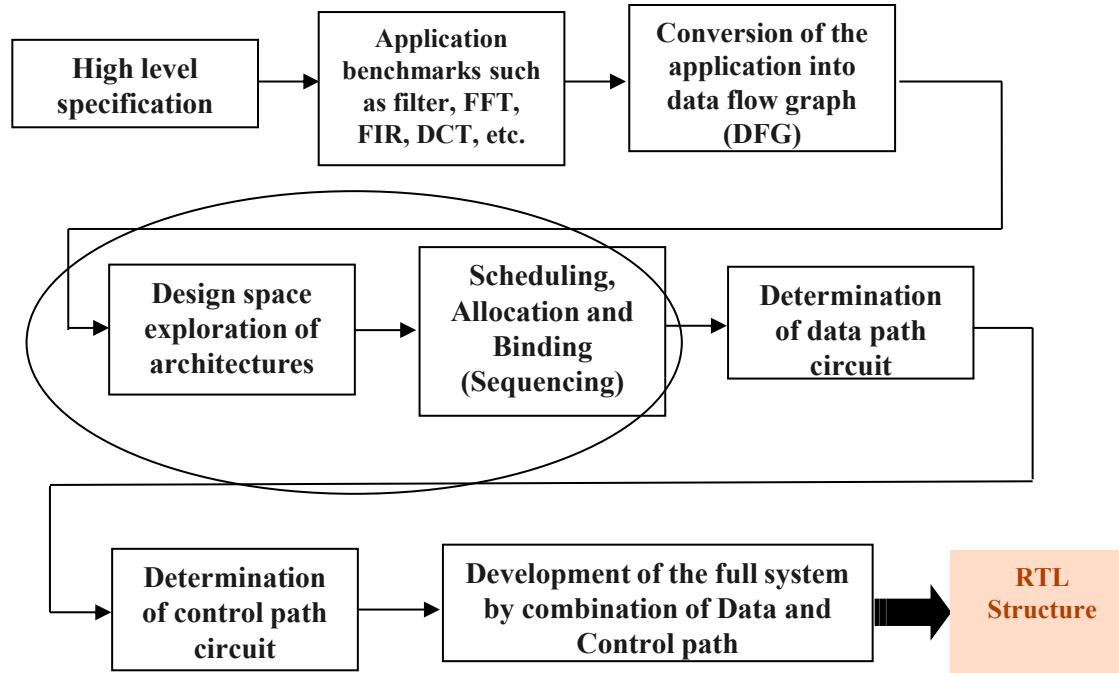 High level
specification
Application
benchmarks such
as filter, FFT,
FIR, DCT, etc.
Conversion of the
application into
data flow graph
(DFG)
Design space
exploration of
architectures
Scheduling,
Allocation and
Binding
(Sequencing)
Determination
of data path
circuit
Determination
of control path
circuit
Development of the full system
by combination of Data and
Control path
RTL
Structure